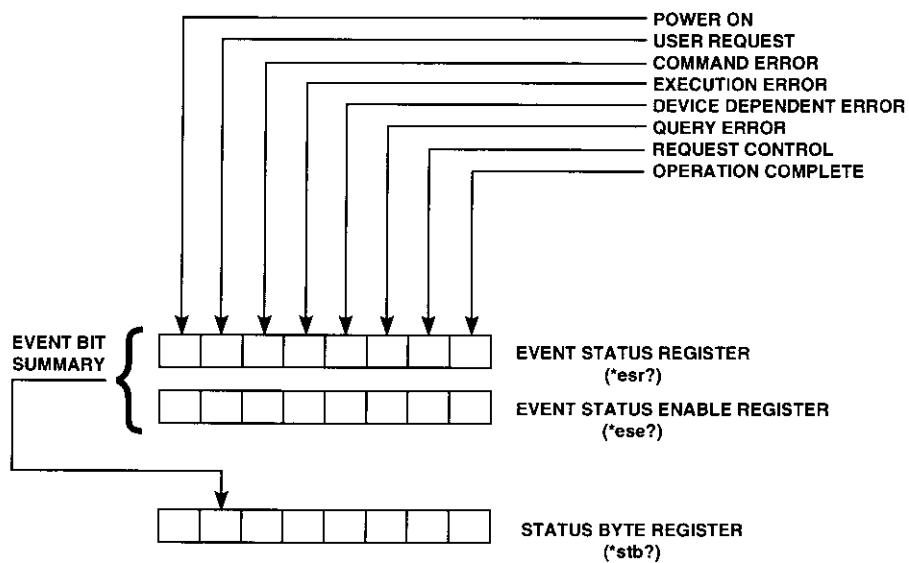 POWER ON
USER REQUEST
COMMAND ERROR
EXECUTION ERROR
DEVICE DEPENDENT ERROR
QUERY ERROR
REQUEST CONTROL
OPERATION COMPLETE
EVENT BIT
SUMMARY
EVENT STATUS REGISTER
(*esr?)
EVENT STATUS ENABLE REGISTER
(*ese?)
STATUS BYTE REGISTER
(*stb?)